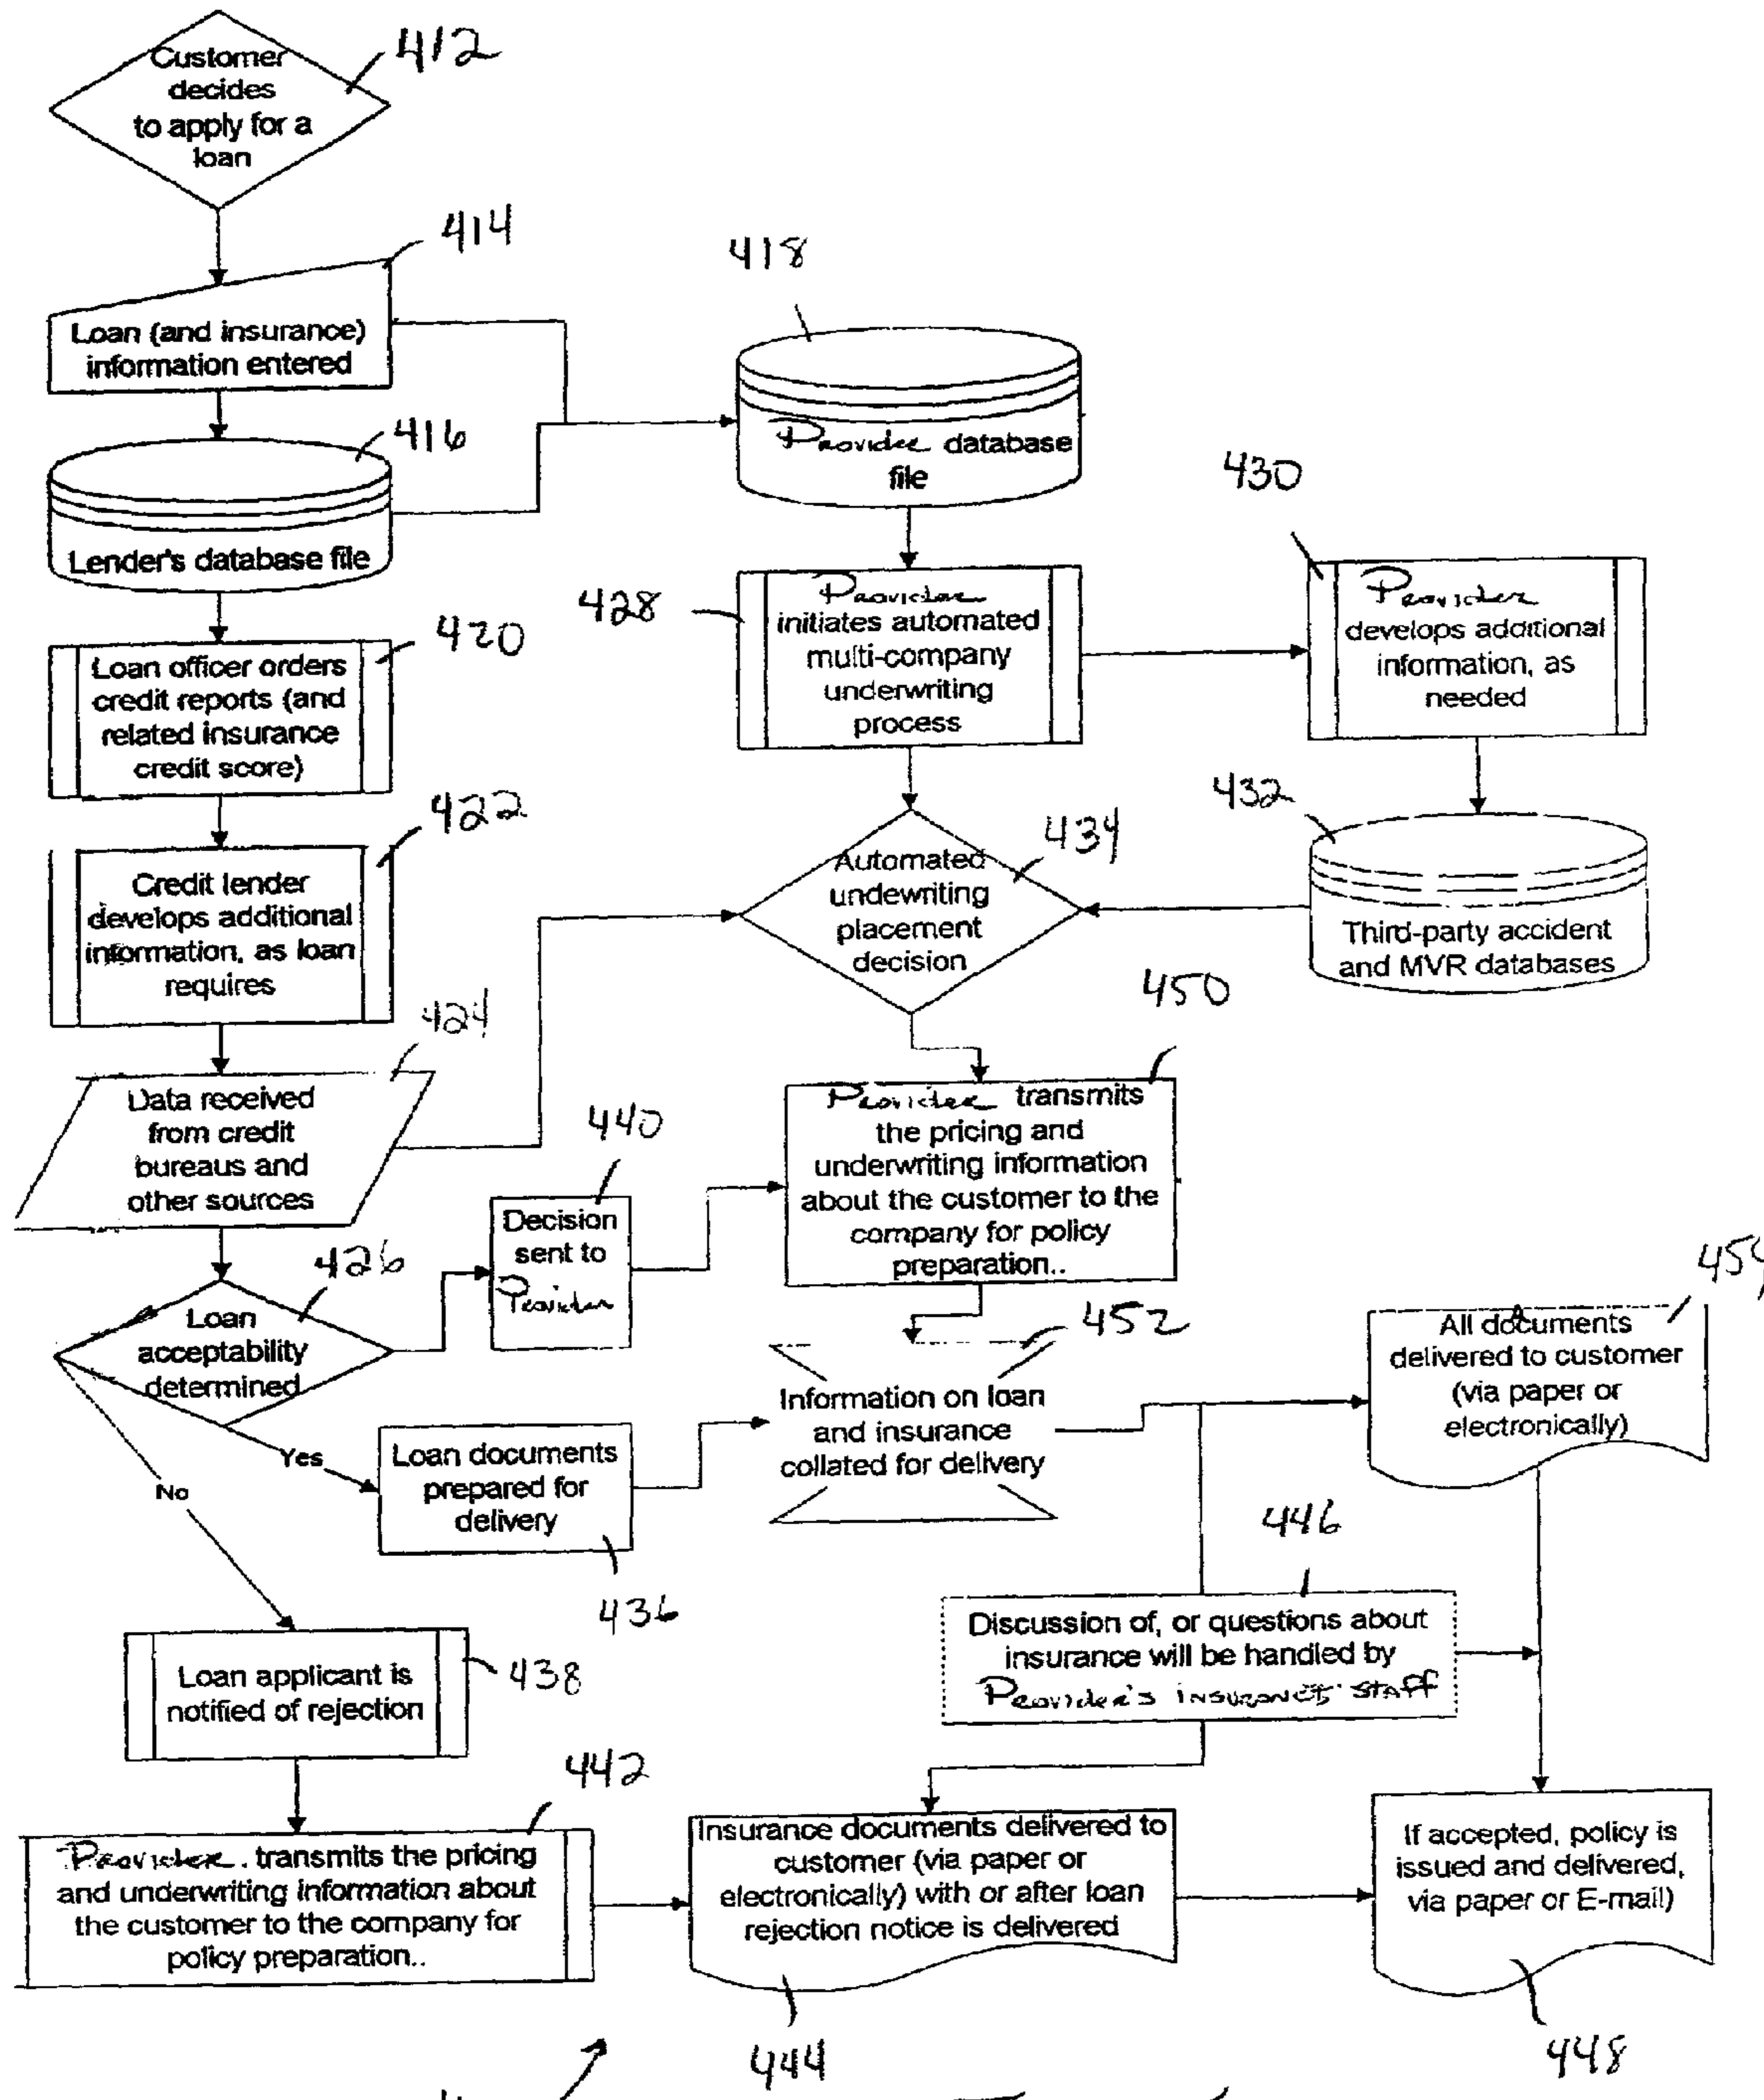 Customer
decides
to apply for a
loan
412
414
Loan (and insurance)
information entered
416
Lender's database file
418
Provider database
file
420
Loan officer orders
credit reports (and
related insurance
credit score)
422
Credit lender
develops additional
information, as loan
requires
424
Data received
from credit
bureaus and
other sources
426
Loan
acceptability
determined
428
Provider
initiates automated
multi-company
underwriting
process
430
Provider
develops additional
information, as
needed
432
Third-party accident
and MVR databases
434
Automated
undewriting
placement
decision
450
Provider transmits
the pricing and
underwriting information
about the customer to the
company for policy
preparation..
440
Decision
sent to
Provider
Yes
No
Loan documents
prepared for
delivery
436
452
Information on loan
and insurance
collated for delivery
454
All documents
delivered to customer
(via paper or
electronically)
446
Discussion of, or questions about
insurance will be handled by
Provider's insurance staff
Loan applicant is
notified of rejection
438
442
Provider. transmits the pricing
and underwriting information about
the customer to the company for
policy preparation..
Insurance documents delivered to
customer (via paper or
electronically) with or after loan
rejection notice is delivered
444
If accepted, policy is
issued and delivered,
via paper or E-mail)
448